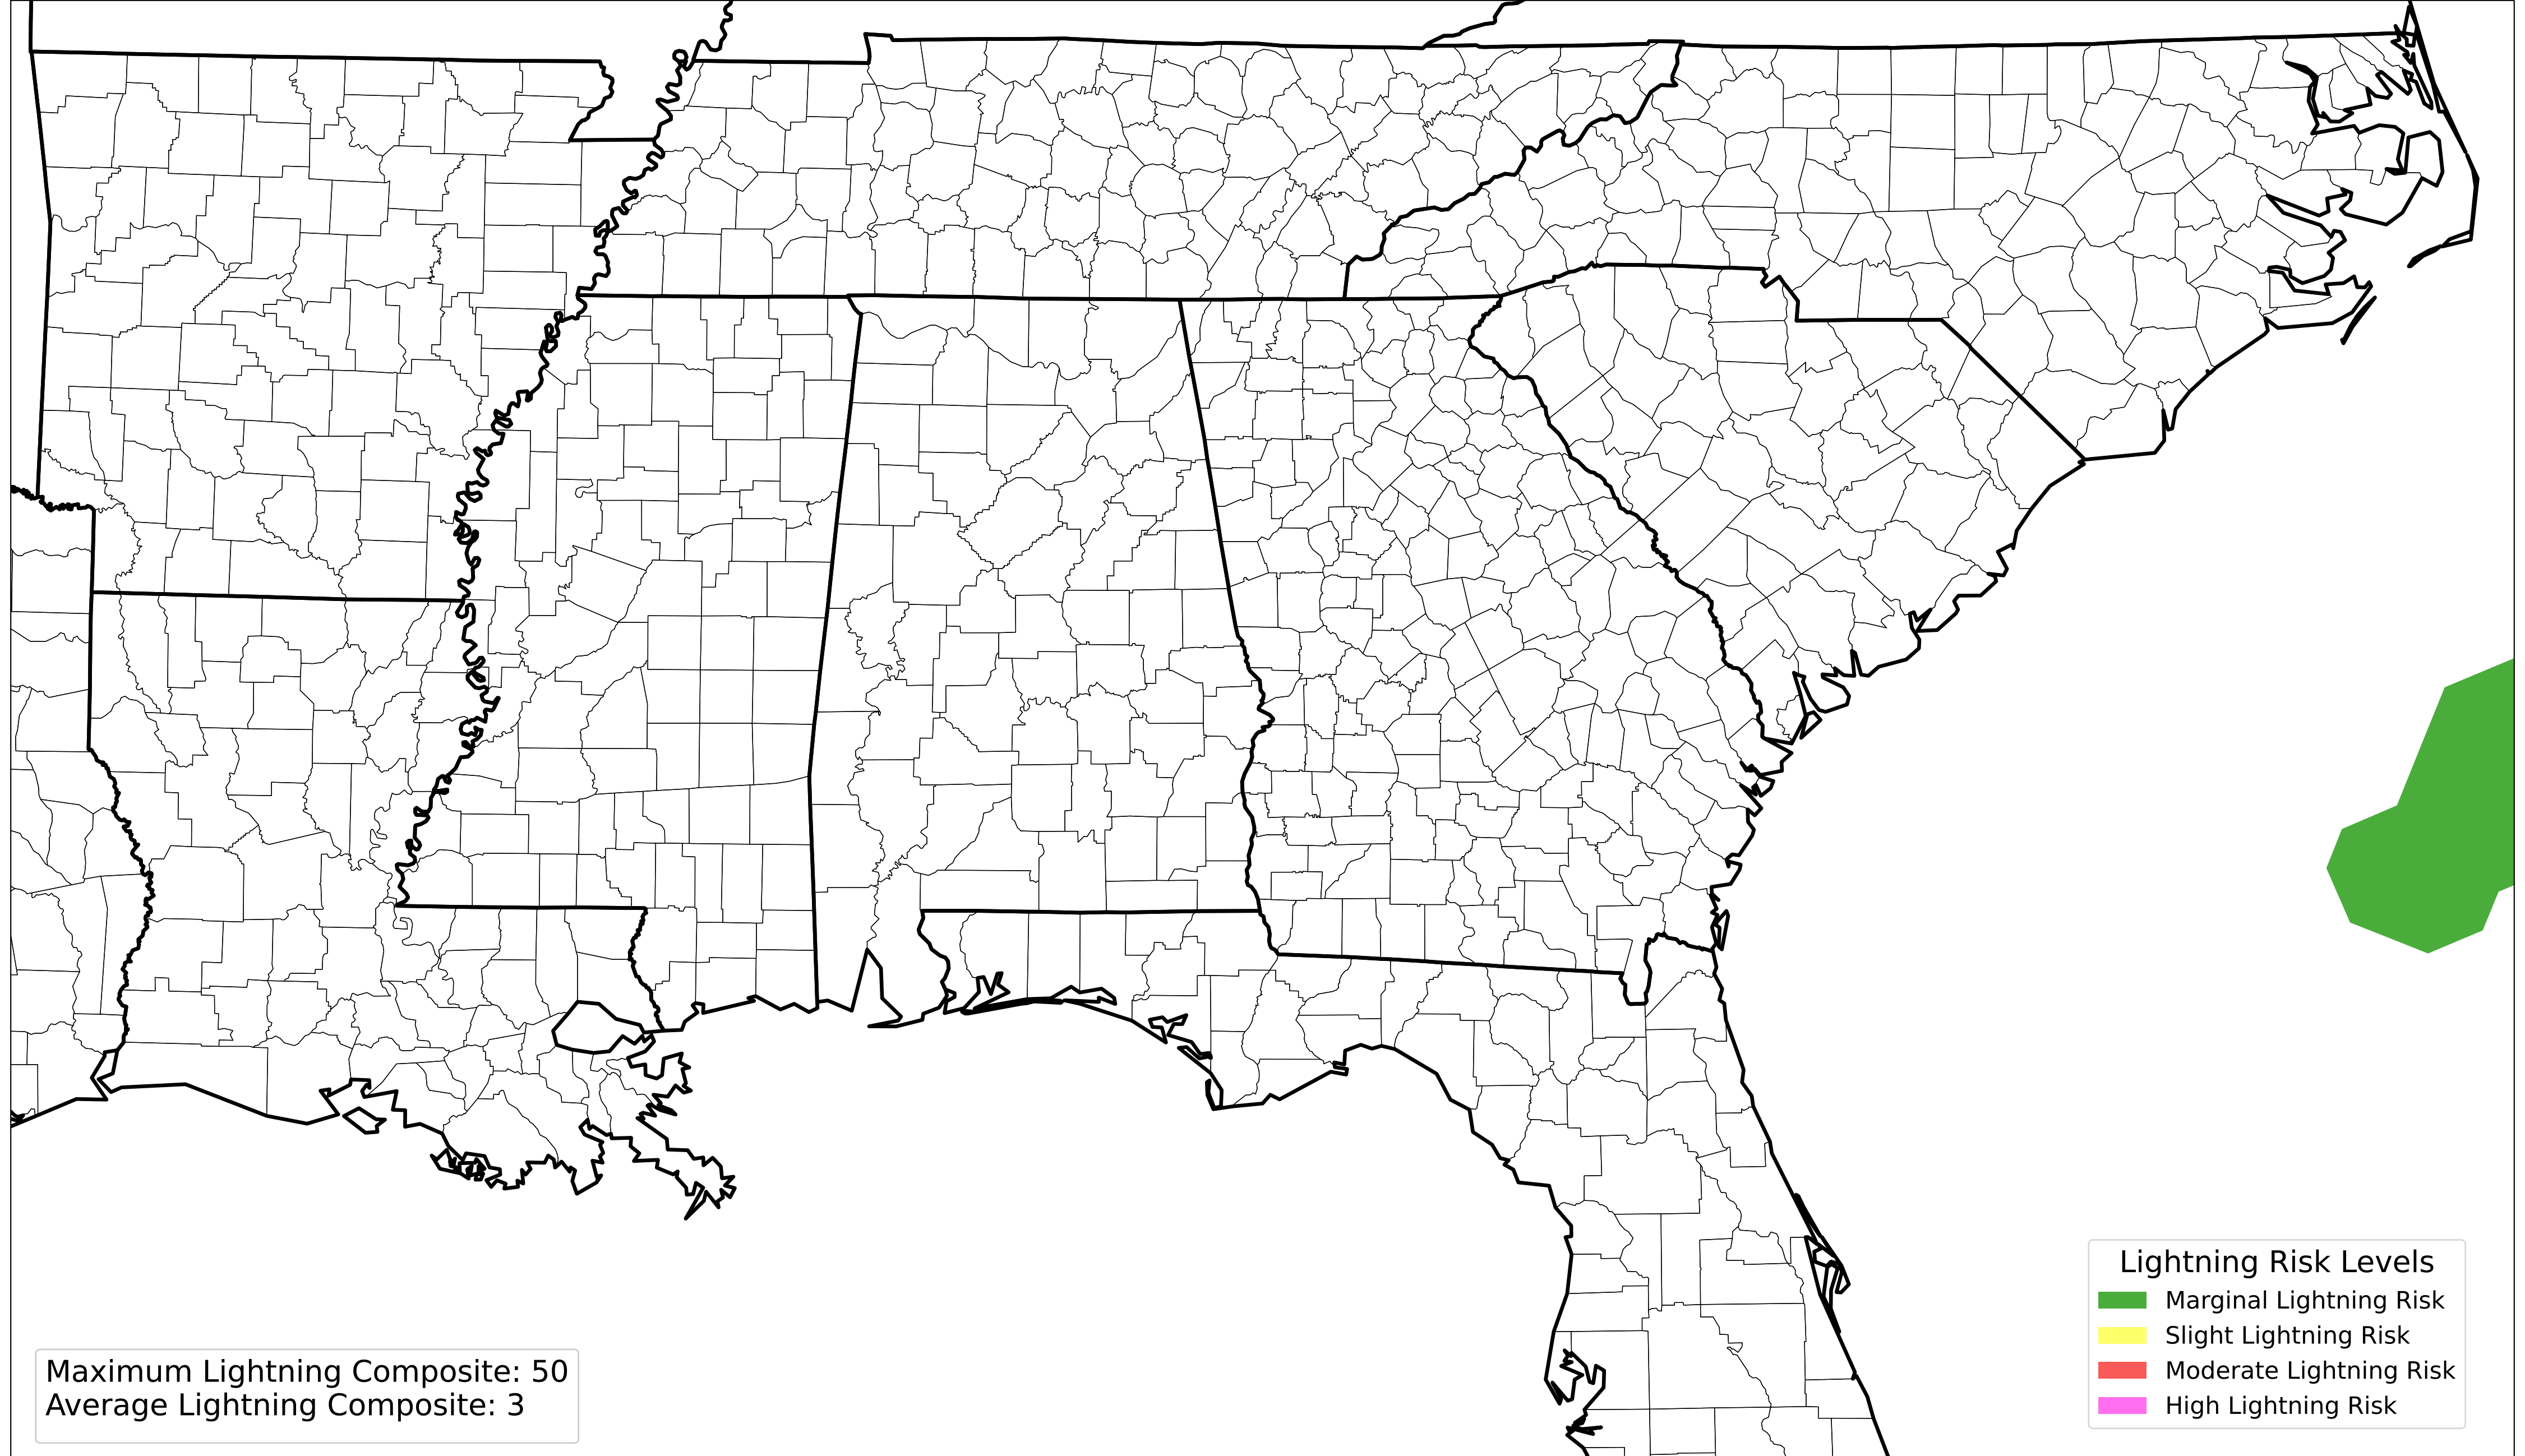 Maximum Lightning Composite: 50
Average Lightning Composite: 3
Lightning Risk Levels
Marginal Lightning Risk
Slight Lightning Risk
Moderate Lightning Risk
High Lightning Risk